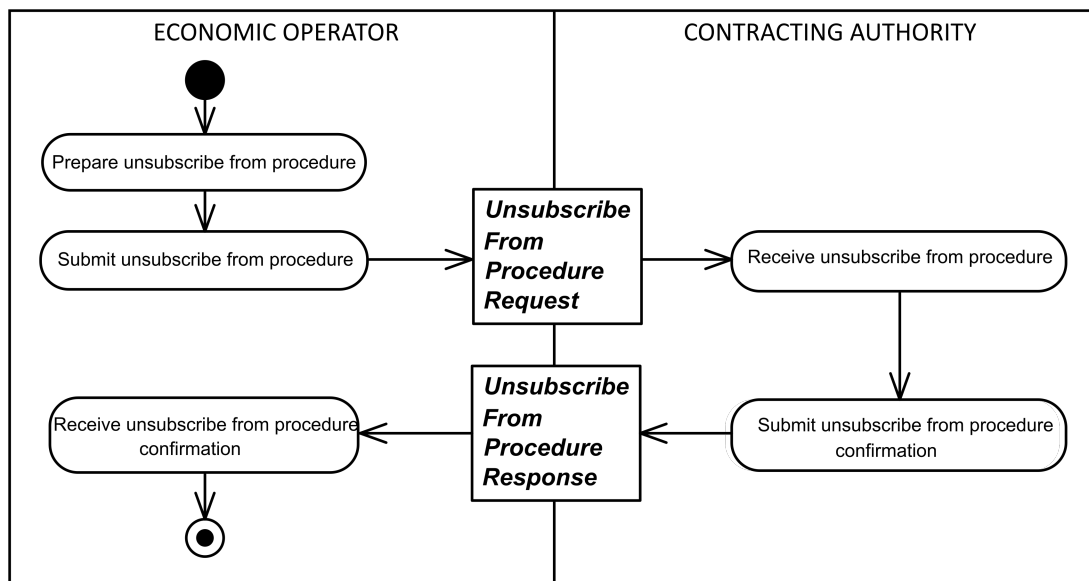 ECONOMIC OPERATOR
CONTRACTING AUTHORITY
Prepare unsubscribe from procedure
Submit unsubscribe from procedure
Unsubscribe
From
Procedure
Request
Receive unsubscribe from procedure
Receive unsubscribe from procedure
confirmation
Unsubscribe
From
Procedure
Response
Submit unsubscribe from procedure
confirmation